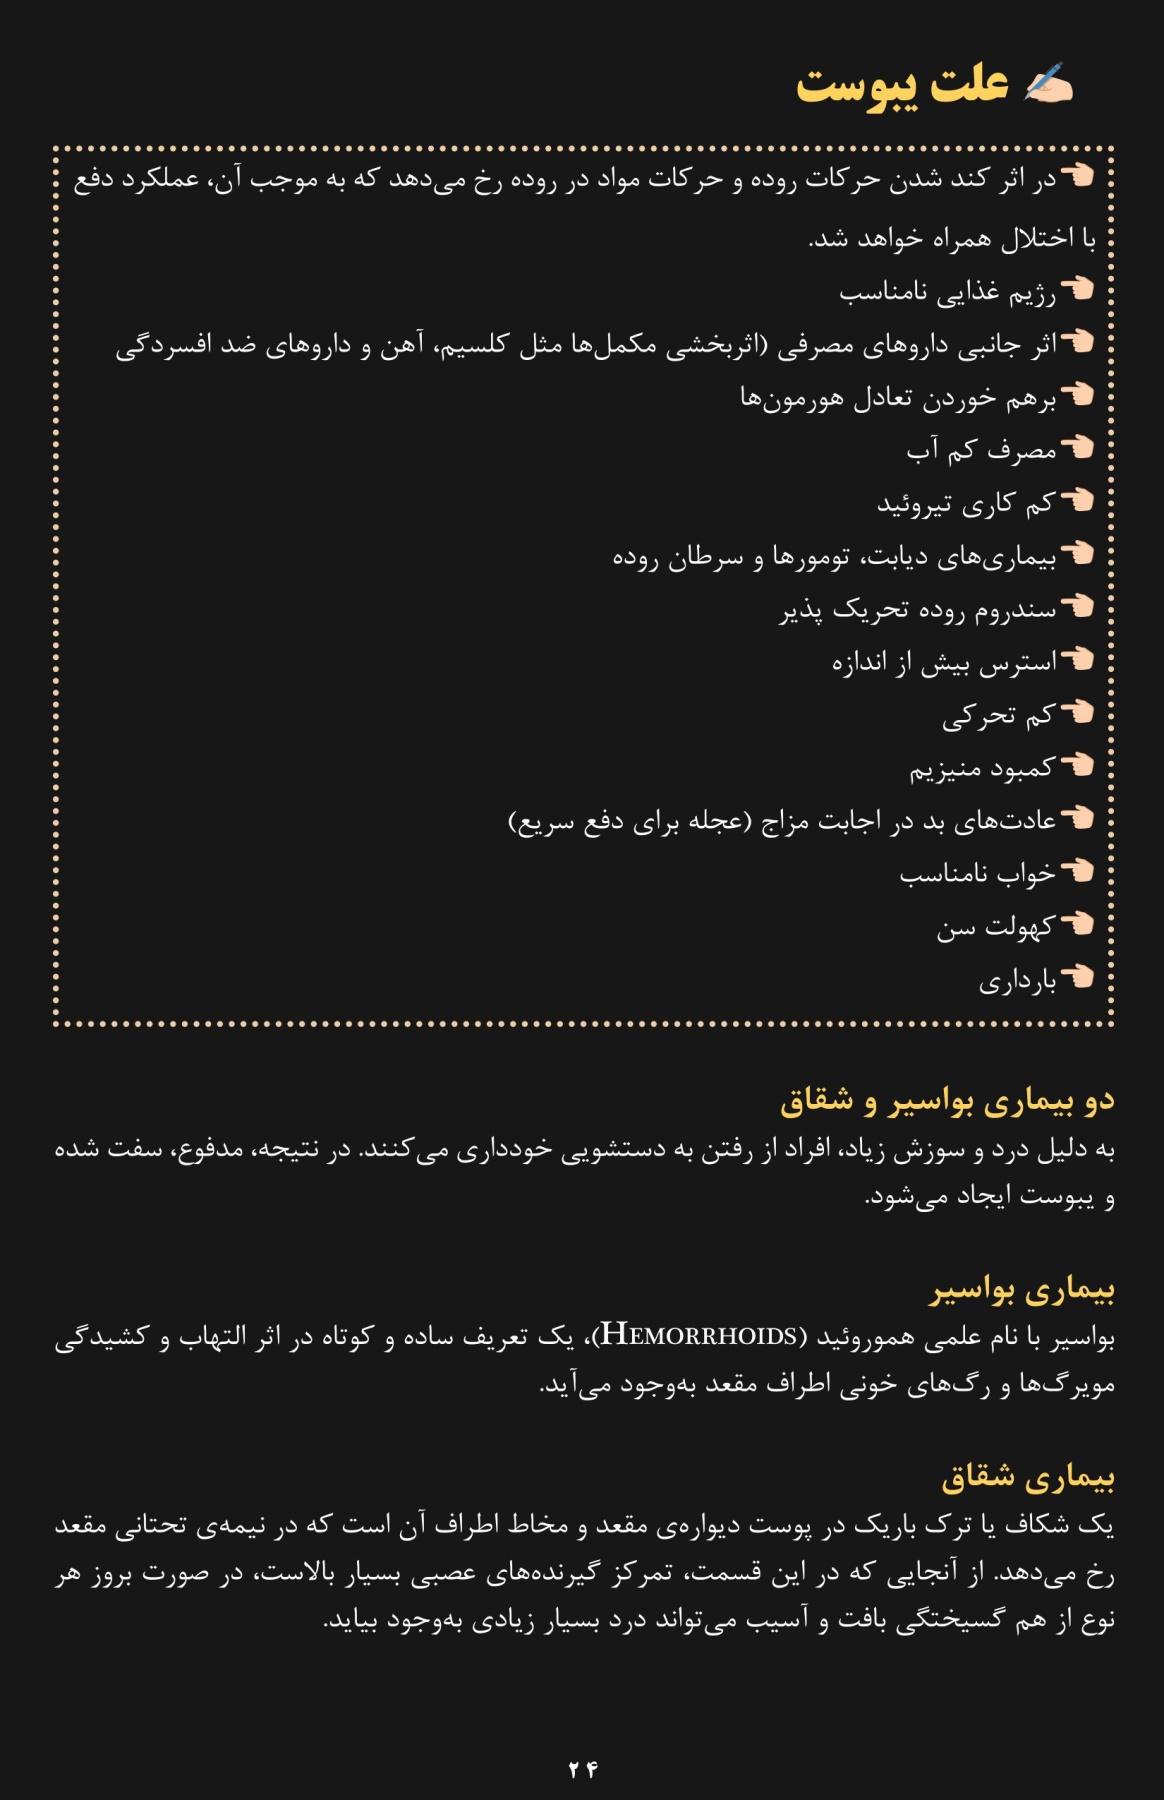 ✍🏻 علت یبوست
👈🏻در اثر کند شدن حرکات روده و حرکات مواد در روده رخ می‌دهد که به موجب آن، عملکرد دفع
با اختلال همراه خواهد شد.
👈🏻رژیم غذایی نامناسب
👈🏻اثر جانبی داروهای مصرفی (اثربخشی مکمل‌ها مثل کلسیم، آهن و داروهای ضد افسردگی
👈🏻برهم خوردن تعادل هورمون‌ها
👈🏻مصرف کم آب
👈🏻کم کاری تیروئید
👈🏻بیماری‌های دیابت، تومورها و سرطان روده
👈🏻سندروم روده تحریک پذیر
👈🏻استرس بیش از اندازه
👈🏻کم تحرکی
👈🏻کمبود منیزیم
👈🏻عادت‌های بد در اجابت مزاج (عجله برای دفع سریع)
👈🏻خواب نامناسب
👈🏻کهولت سن
👈🏻بارداری
دو بیماری بواسیر و شقاق
به دلیل درد و سوزش زیاد، افراد از رفتن به دستشویی خودداری می‌کنند. در نتیجه، مدفوع، سفت شده
و یبوست ایجاد می‌شود.
بیماری بواسیر
بواسیر با نام علمی هموروئید (HEMORRHOIDS)، یک تعریف ساده و کوتاه در اثر التهاب و کشیدگی
مویرگ‌ها و رگ‌های خونی اطراف مقعد به‌وجود می‌آید.
بیماری شقاق
یک شکاف یا ترک باریک در پوست دیواره‌ی مقعد و مخاط اطراف آن است که در نیمه‌ی تحتانی مقعد
رخ می‌دهد. از آنجایی که در این قسمت، تمرکز گیرنده‌های عصبی بسیار بالاست، در صورت بروز هر
نوع از هم گسیختگی بافت و آسیب می‌تواند درد بسیار زیادی به‌وجود بیاید.
۲۴